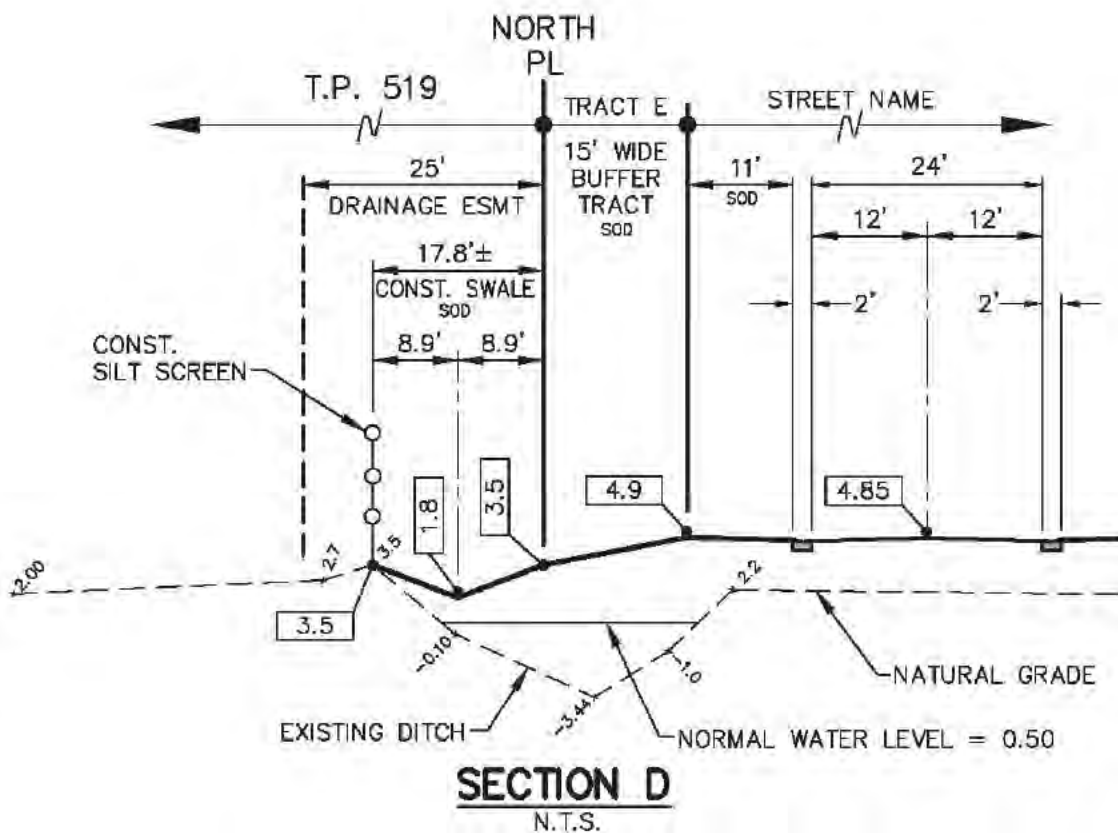 NORTH
PL
T.P. 519
TRACT E
STREET NAME
25'
DRAINAGE ESMT
15' WIDE
BUFFER
TRACT
SOD
11'
SOD
24'
12'
12'
17.8'±
CONST. SWALE
SOD
8.9'
8.9'
2'
2'
CONST.
SILT SCREEN
1.8
3.5
4.9
4.85
2.00
2.7
3.5
3.5
-0.10
-3.44
-1.0
2.2
NATURAL GRADE
EXISTING DITCH
NORMAL WATER LEVEL = 0.50
SECTION D
N.T.S.